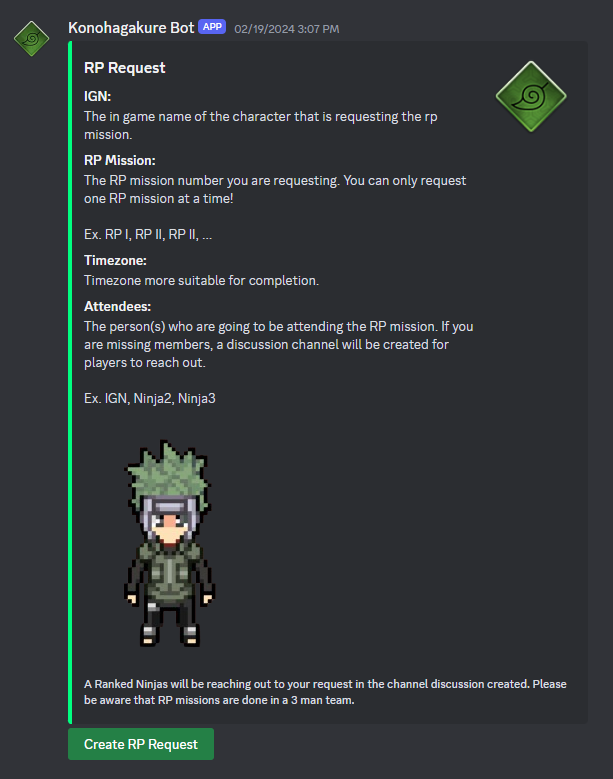 Konohagakure Bot APP 02/19/2024 3:07 PM
RP Request
IGN:
The in game name of the character that is requesting the rp
mission.
RP Mission:
The RP mission number you are requesting. You can only request
one RP mission at a time!
Ex. RP I, RP II, RP II, ...
Timezone:
Timezone more suitable for completion.
Attendees:
The person(s) who are going to be attending the RP mission. If you
are missing members, a discussion channel will be created for
players to reach out.
Ex. IGN, Ninja2, Ninja3
A Ranked Ninjas will be reaching out to your request in the channel discussion created. Please
be aware that RP missions are done in a 3 man team.
Create RP Request